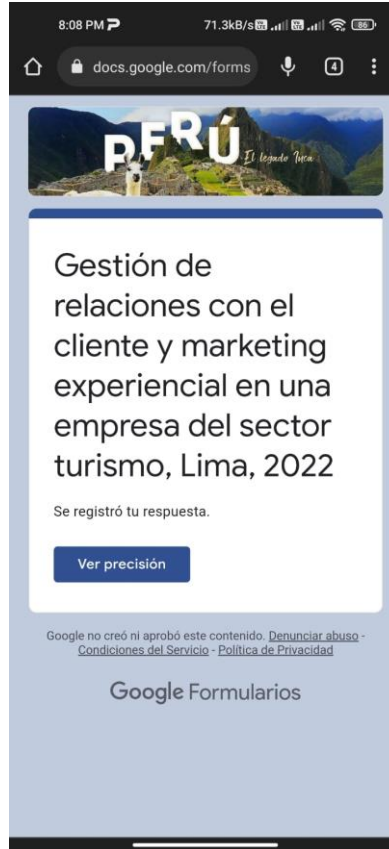 8:08 PM 71.3kB/s 86
docs.google.com/forms 4
PERÚ
El legado Inca
Gestión de
relaciones con el
cliente y marketing
experiencial en una
empresa del sector
turismo, Lima, 2022
Se registró tu respuesta.
Ver precisión
Google no creó ni aprobó este contenido. Denunciar abuso -
Condiciones del Servicio - Política de Privacidad
Google Formularios